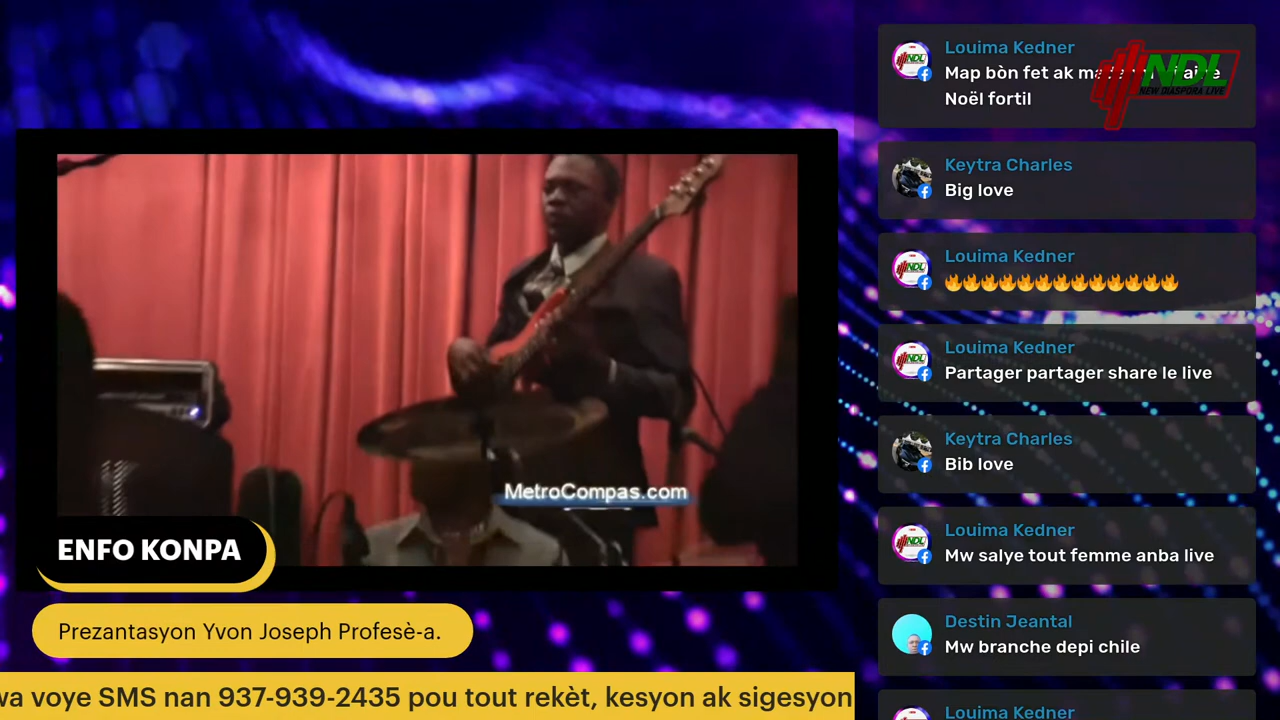 Louima Kedner
Map bòn fet ak
Noël fortil
NDL
NEW DIASPORA LIVE
Keytra Charles
Big love
Louima Kedner
🔥🔥🔥🔥🔥🔥🔥🔥🔥🔥🔥🔥🔥
Louima Kedner
Partager partager share le live
Keytra Charles
Bib love
Louima Kedner
Mw salye tout femme anba live
Destin Jeantal
Mw branche depi chile
Louima Kedner
MetroCompas.com
ENFO KONPA
Prezantasyon Yvon Joseph Profesè-a.
voye SMS nan 937-939-2435 pou tout rekèt, kesyon ak sigesyon